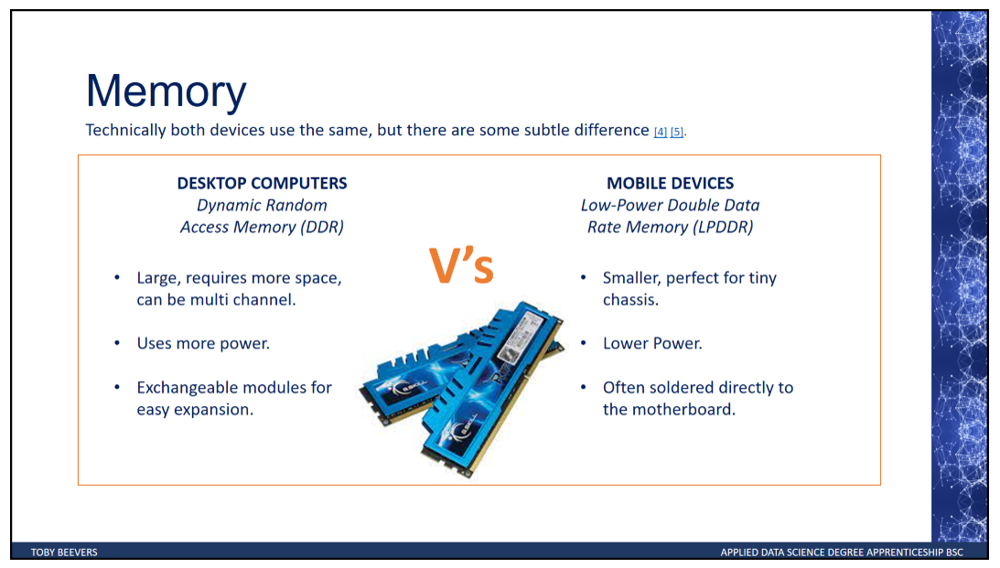 Memory
Technically both devices use the same, but there are some subtle difference [4] [5].
DESKTOP COMPUTERS
Dynamic Random
Access Memory (DDR)
• Large, requires more space,
can be multi channel.
• Uses more power.
• Exchangeable modules for
easy expansion.
V’s
G.SKILL
G.SKILL
MOBILE DEVICES
Low-Power Double Data
Rate Memory (LPDDR)
• Smaller, perfect for tiny
chassis.
• Lower Power.
• Often soldered directly to
the motherboard.
TOBY BEEVERS
APPLIED DATA SCIENCE DEGREE APPRENTICESHIP BSC